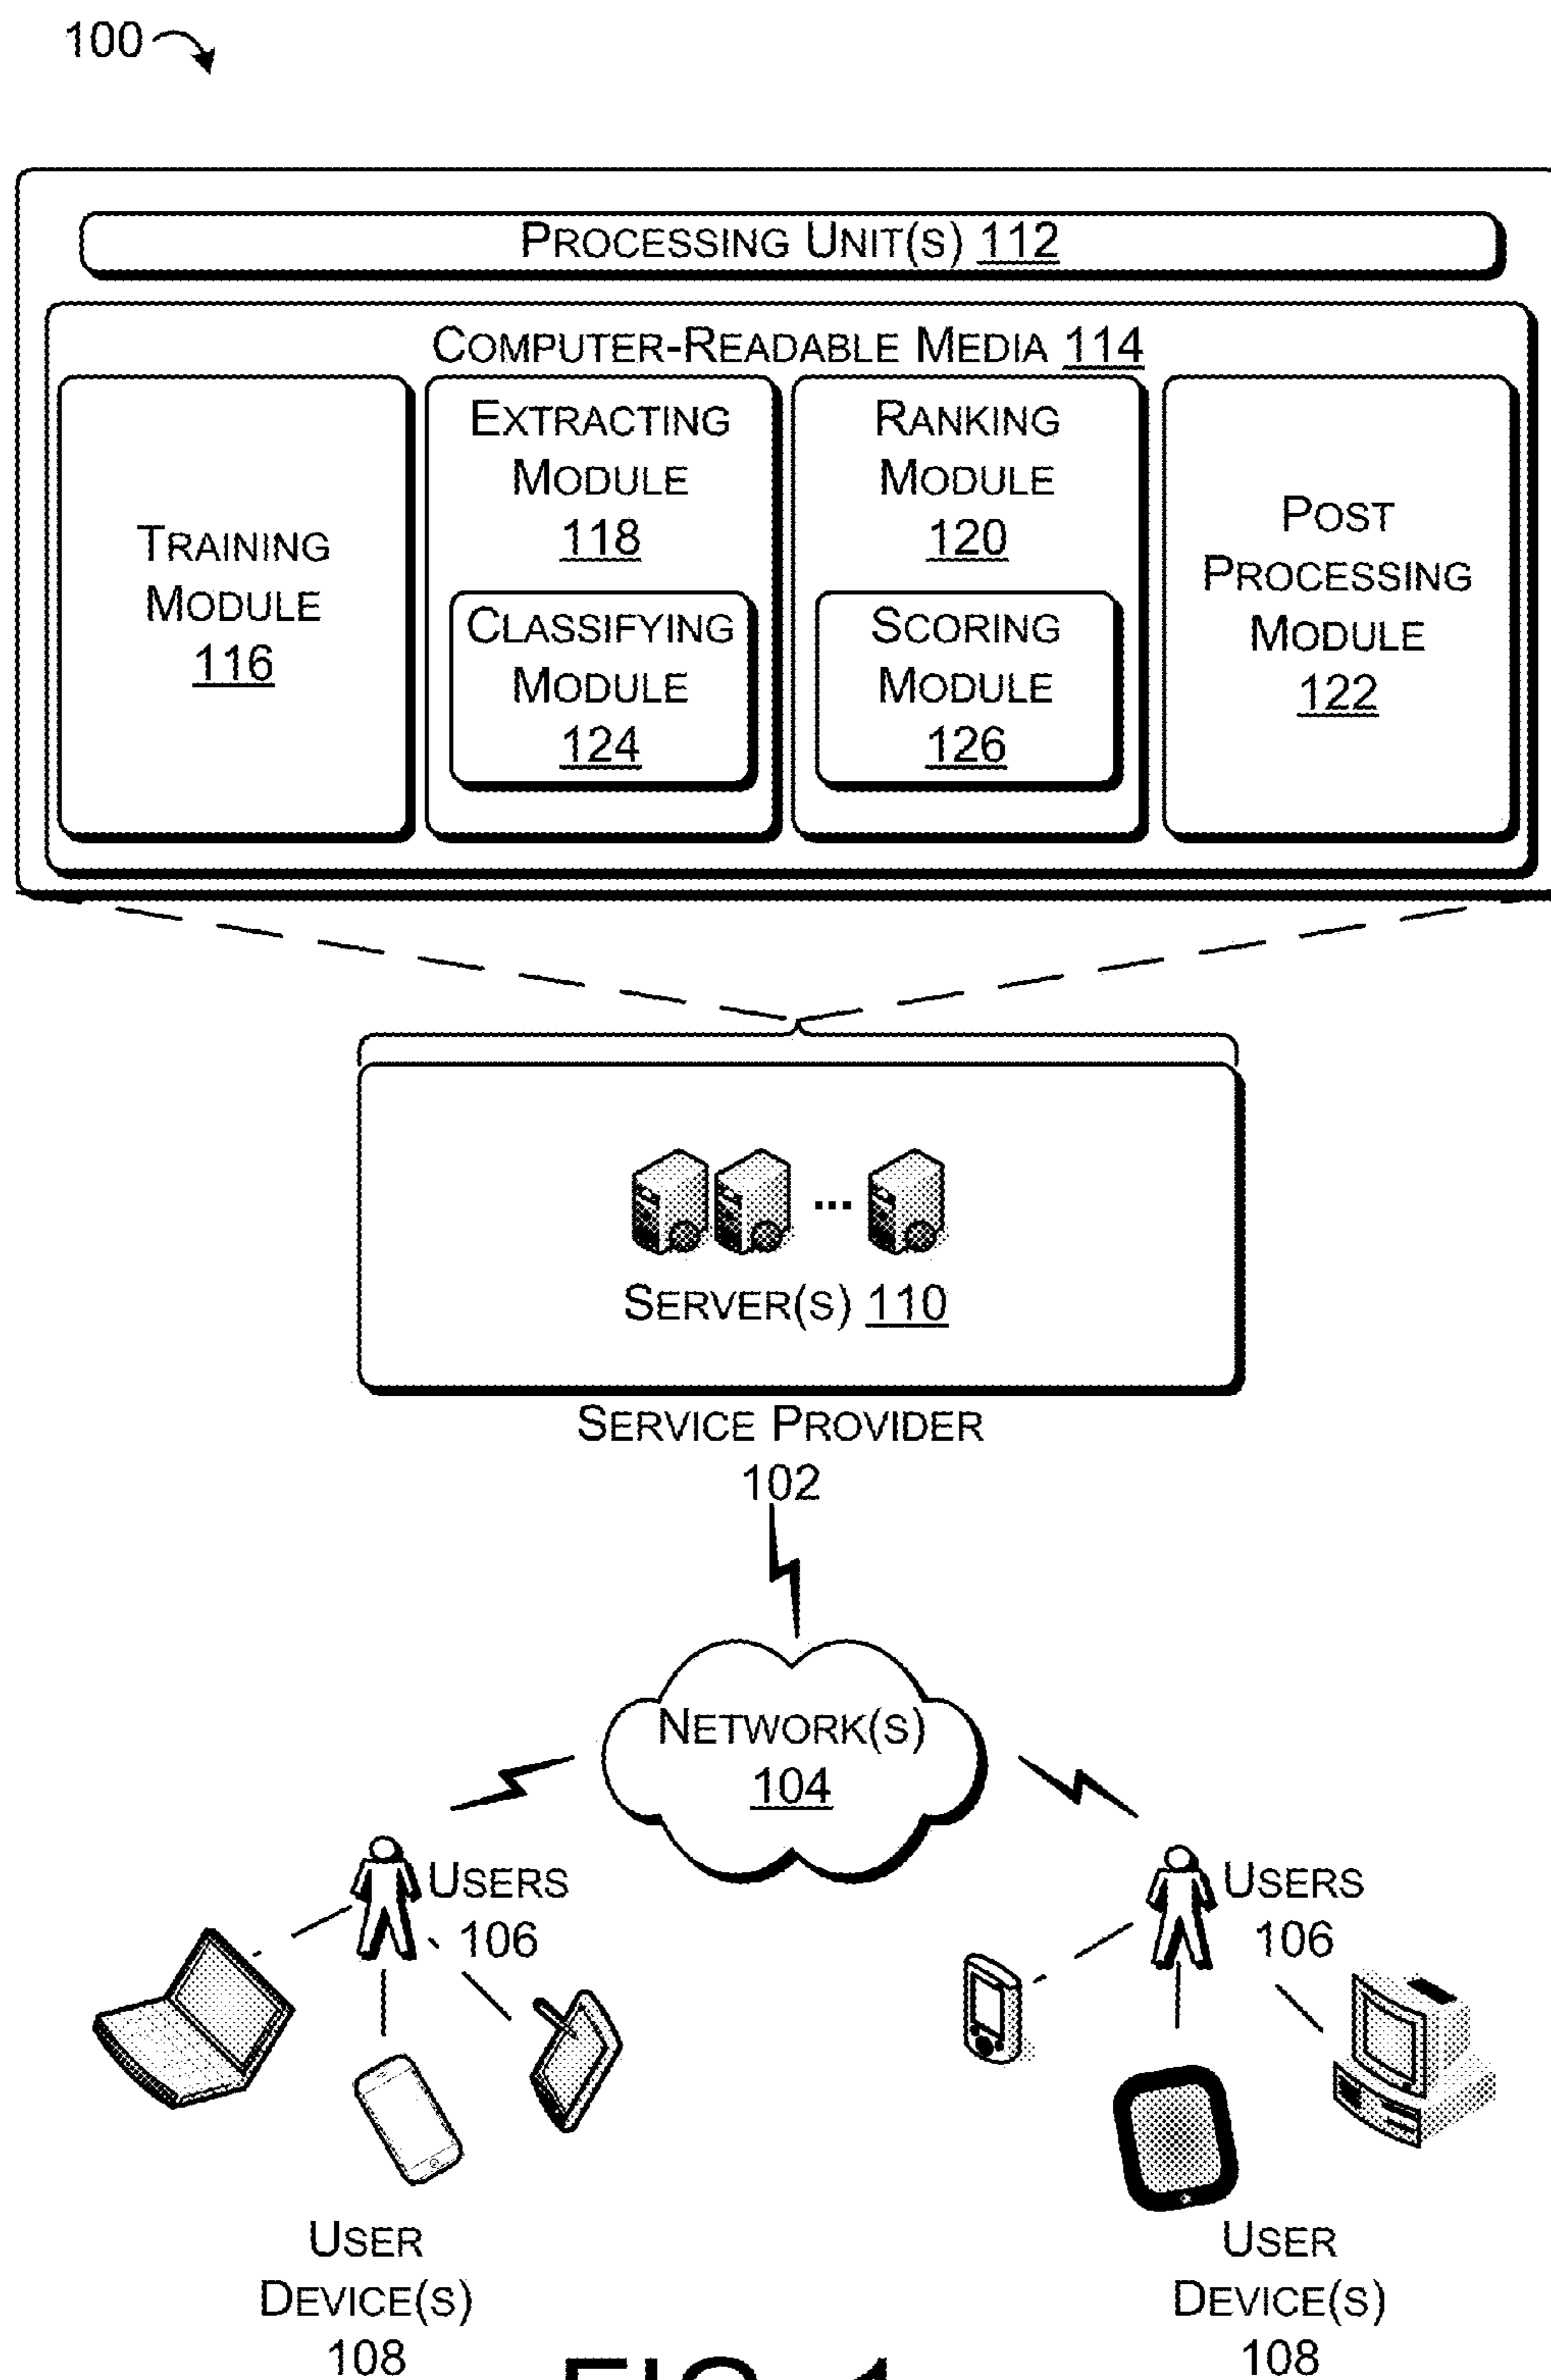 100
PROCESSING UNIT(S) 112
COMPUTER-READABLE MEDIA 114
TRAINING
MODULE
116
EXTRACTING
MODULE
118
CLASSIFYING
MODULE
124
RANKING
MODULE
120
SCORING
MODULE
126
POST
PROCESSING
MODULE
122
...
SERVER(S) 110
SERVICE PROVIDER
102
NETWORK(S)
104
USERS
106
USERS
106
USER
DEVICE(S)
108
USER
DEVICE(S)
108
FIG. 1